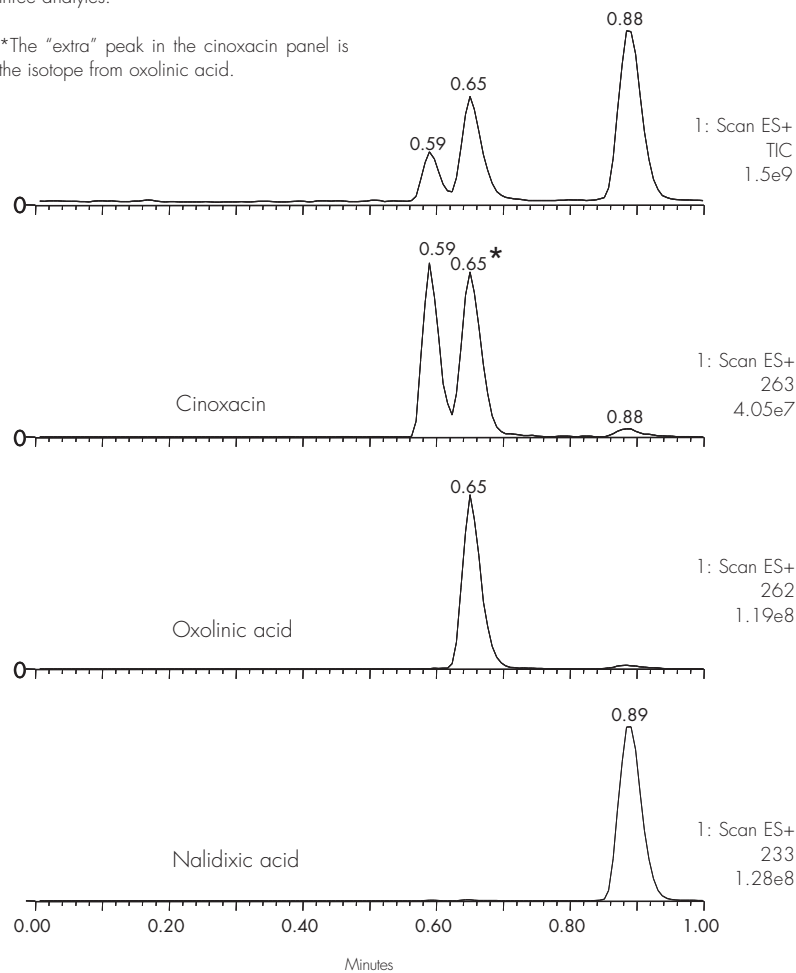 three analytes.
*The "extra" peak in the cinoxacin panel is
the isotope from oxolinic acid.
0.88
0.65
0.59
1: Scan ES+
TIC
1.5e9
0
0.59
0.65 *
1: Scan ES+
263
4.05e7
Cinoxacin
0.88
0
0.65
1: Scan ES+
262
1.19e8
Oxolinic acid
0
0.89
1: Scan ES+
233
1.28e8
Nalidixic acid
0.00 0.20 0.40 0.60 0.80 1.00
Minutes